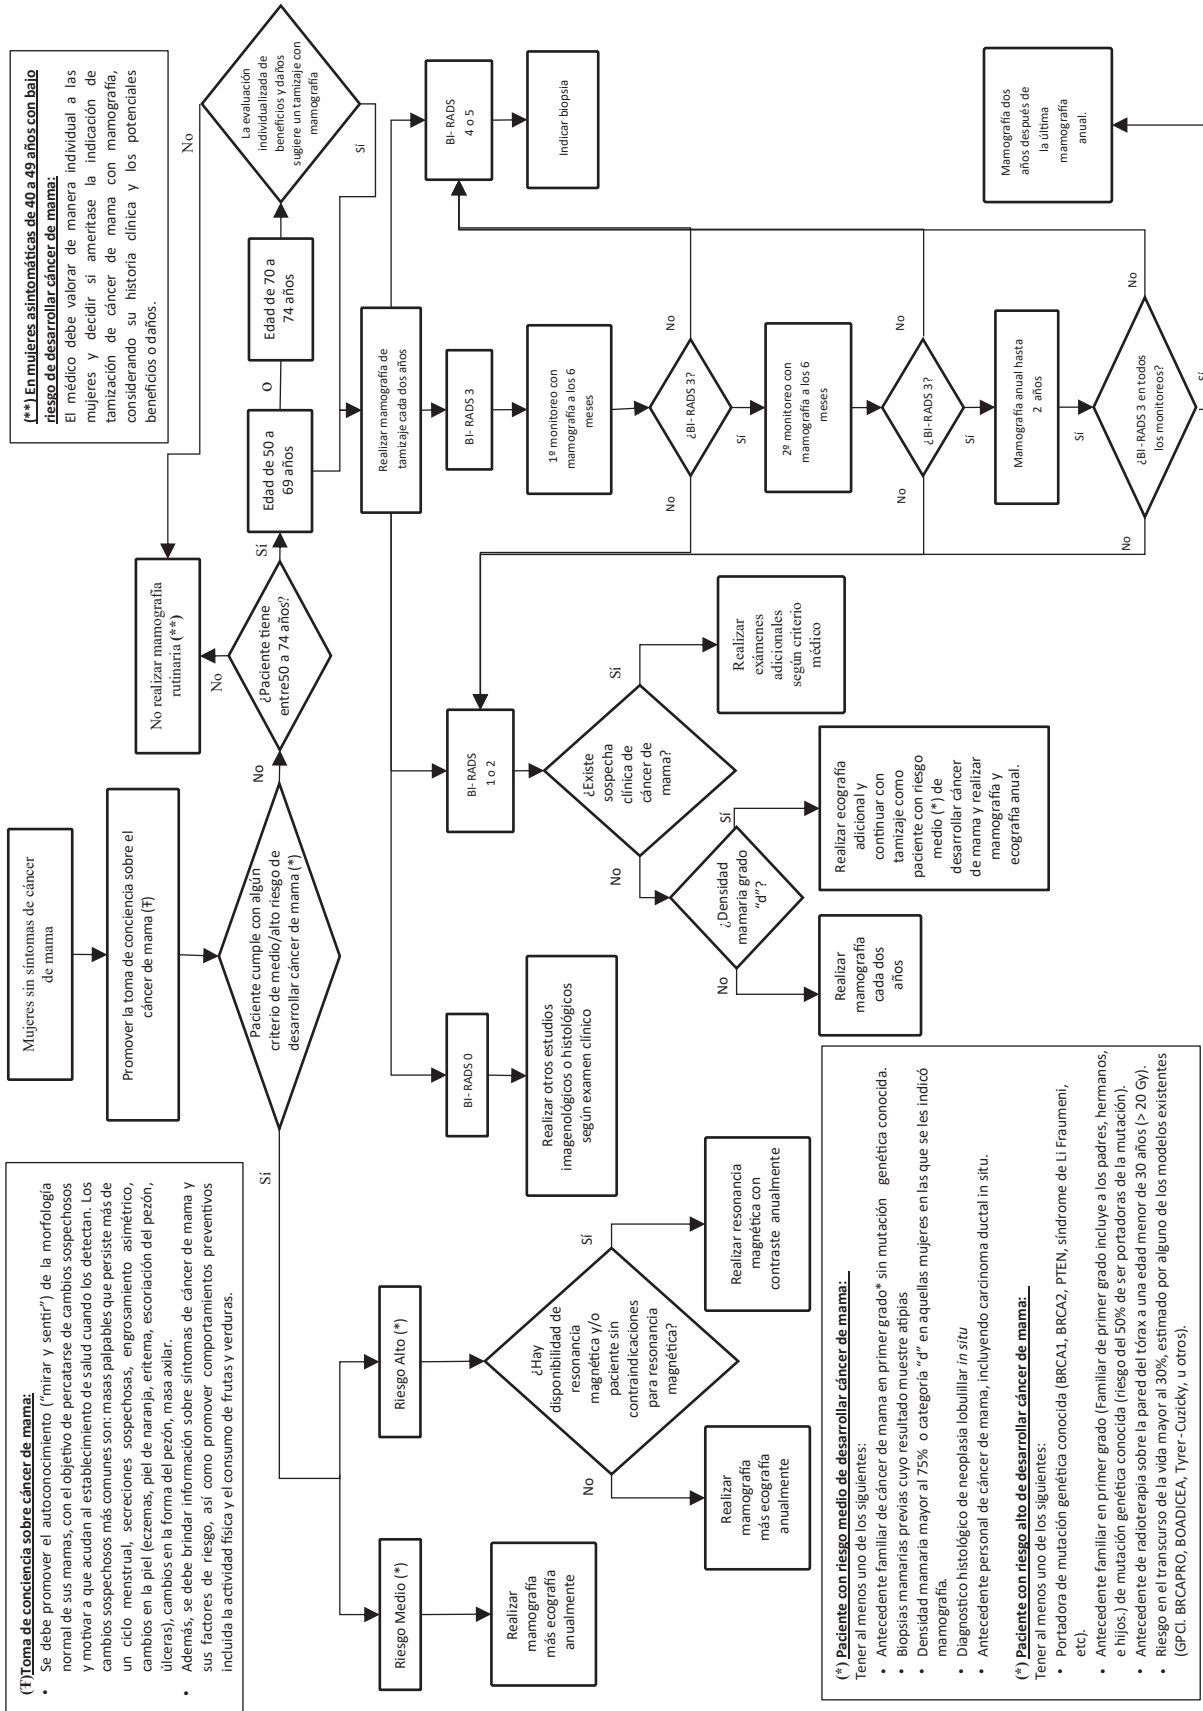 Mujeres sin síntomas de cáncer
de mama
Promover la toma de conciencia sobre el
cáncer de mama (Ŧ)
Paciente cumple con algún
criterio de medio/alto riesgo de
desarrollar cáncer de mama (*)
Sí
No
(Ŧ)Toma de conciencia sobre cáncer de mama:
• Se debe promover el autoconocimiento (“mirar y sentir”) de la morfología
normal de sus mamas, con el objetivo de percatarse de cambios sospechosos
y motivar a que acudan al establecimiento de salud cuando los detectan. Los
cambios sospechosos más comunes son: masas palpables que persiste más de
un ciclo menstrual, secreciones sospechosas, engrosamiento asimétrico,
cambios en la piel (eczemas, piel de naranja, eritema, escoriación del pezón,
úlceras), cambios en la forma del pezón, masa axilar.
• Además, se debe brindar información sobre síntomas de cáncer de mama y
sus factores de riesgo, así como promover comportamientos preventivos
incluida la actividad física y el consumo de frutas y verduras.
(**) En mujeres asintomáticas de 40 a 49 años con bajo
riesgo de desarrollar cáncer de mama:
El médico debe valorar de manera individual a las
mujeres y decidir si ameritase la indicación de
tamización de cáncer de mama con mamografía,
considerando su historia clínica y los potenciales
beneficios o daños.
No realizar mamografía
rutinaria (**)
No
¿Paciente tiene
entre50 a 74 años?
Sí
Edad de 50 a
69 años
o
Edad de 70 a
74 años
La evaluación
individualizada de
beneficios y daños
sugiere un tamizaje con
mamografía
No
Sí
Riesgo Medio (*)
Realizar
mamografía
más ecografía
anualmente
Riesgo Alto (*)
¿Hay
disponibilidad de
resonancia
magnética y/o
paciente sin
contraindicaciones
para resonancia
magnética?
No
Sí
Realizar
mamografía
más ecografía
anualmente
Realizar resonancia
magnética con
contraste anualmente
Realizar mamografía de
tamizaje cada dos años
BI- RADS 0
Realizar otros estudios
imagenológicos o histológicos
según examen clínico
BI- RADS
1 o 2
¿Existe
sospecha
clínica de
cáncer de
mama?
No
Sí
Realizar
exámenes
adicionales
según criterio
médico
¿Densidad
mamaria grado
“d”?
No
Sí
Realizar
mamografía
cada dos
años
Realizar ecografía
adicional y
continuar con
tamizaje como
paciente con riesgo
medio (*) de
desarrollar cáncer
de mama y realizar
mamografía y
ecografía anual.
BI- RADS 3
1º monitoreo con
mamografía a los 6
meses
¿BI- RADS 3?
No
No
Sí
2º monitoreo con
mamografía a los 6
meses
¿BI- RADS 3?
No
No
Sí
Mamografía anual hasta
2 años
Sí
¿BI- RADS 3 en todos
los monitoreos?
No
No
Sí
BI- RADS
4 o 5
Indicar biopsia
Mamografía dos
años después de
la última
mamografía
anual.
(*) Paciente con riesgo medio de desarrollar cáncer de mama:
Tener al menos uno de los siguientes:
• Antecedente familiar de cáncer de mama en primer grado* sin mutación genética conocida.
• Biopsias mamarias previas cuyo resultado muestre atipias
• Densidad mamaria mayor al 75% o categoría “d” en aquellas mujeres en las que se les indicó
mamografía.
• Diagnostico histológico de neoplasia lobulillar in situ
• Antecedente personal de cáncer de mama, incluyendo carcinoma ductal in situ.
(*) Paciente con riesgo alto de desarrollar cáncer de mama:
Tener al menos uno de los siguientes:
• Portadora de mutación genética conocida (BRCA1, BRCA2, PTEN, síndrome de Li Fraumeni,
etc).
• Antecedente familiar en primer grado (Familiar de primer grado incluye a los padres, hermanos,
e hijos.) de mutación genética conocida (riesgo del 50% de ser portadoras de la mutación).
• Antecedente de radioterapia sobre la pared del tórax a una edad menor de 30 años (> 20 Gy).
• Riesgo en el transcurso de la vida mayor al 30%, estimado por alguno de los modelos existentes
(GPCI. BRCAPRO, BOADICEA, Tyrer-Cuzicky, u otros).